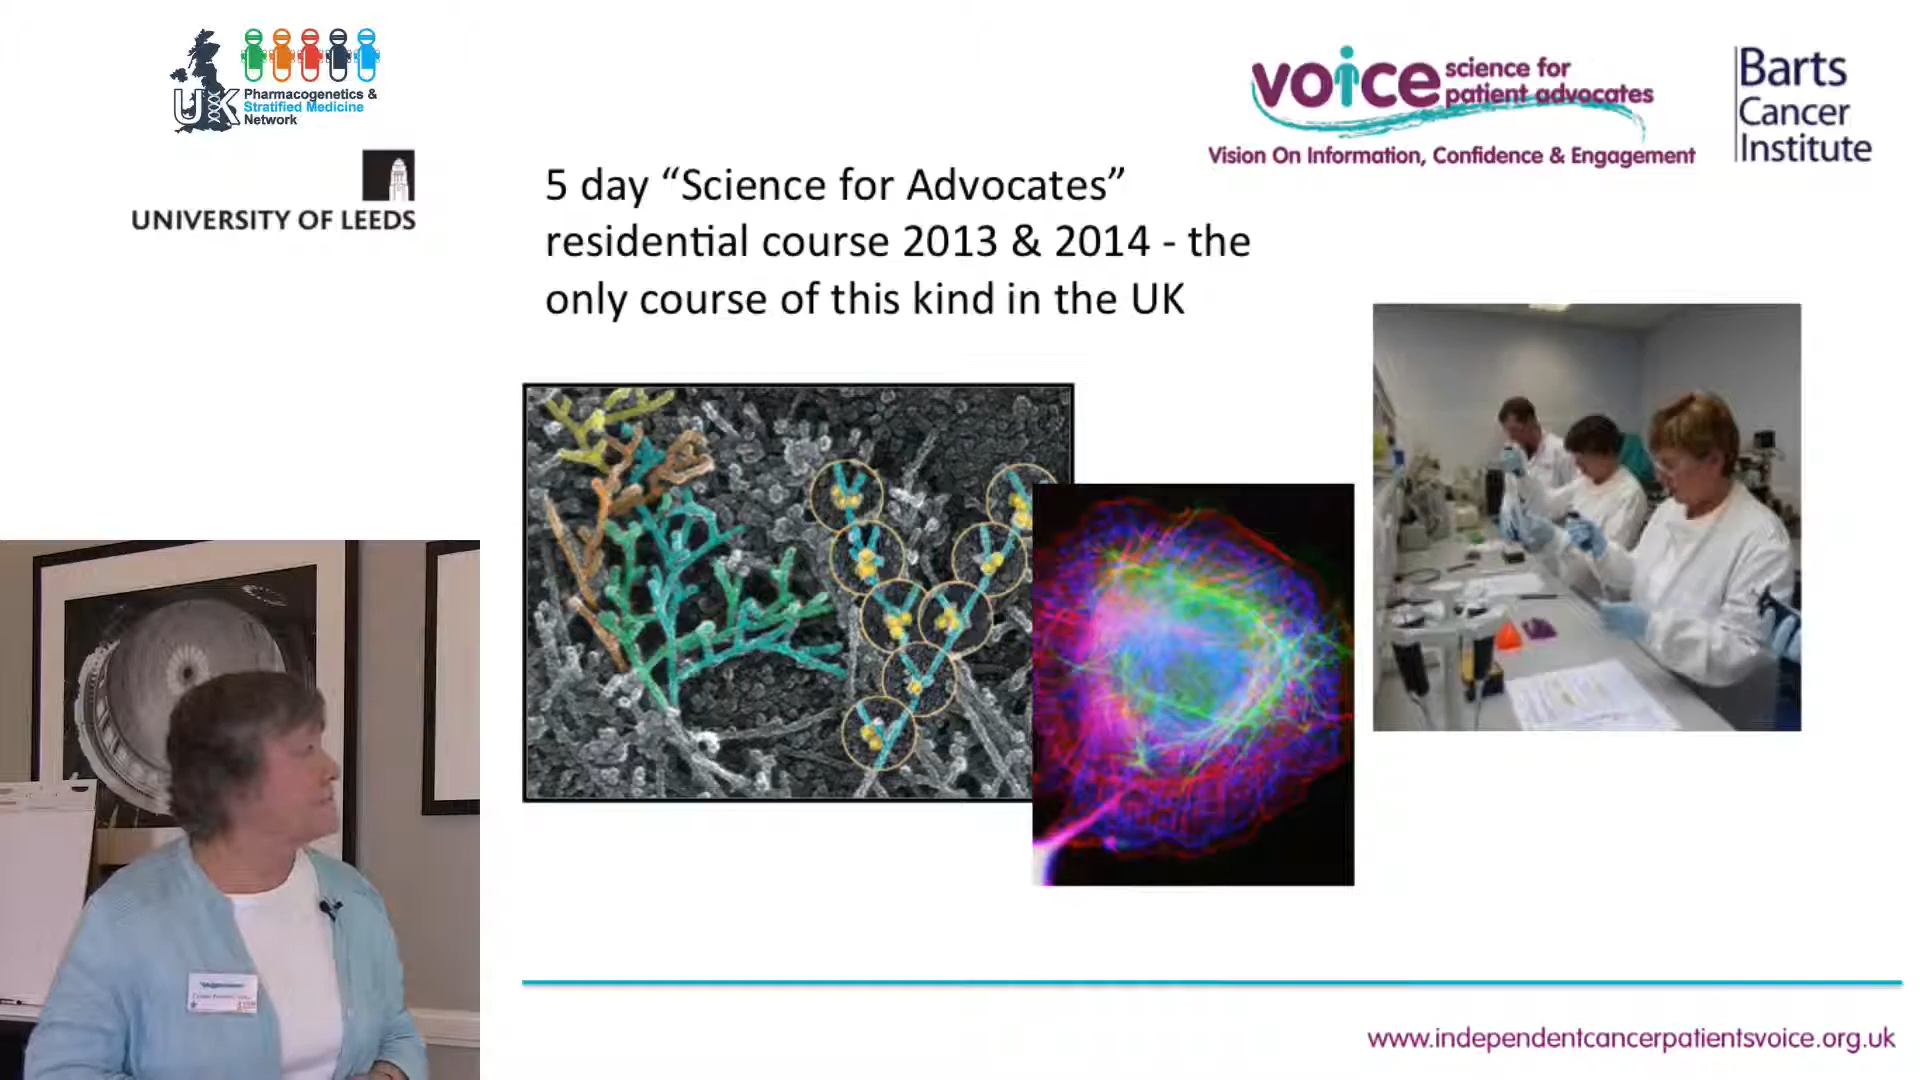 UK
Pharmacogenetics &
Stratified Medicine
Network
UNIVERSITY OF LEEDS
voice
science for
patient advocates
Vision On Information, Confidence & Engagement
Barts
Cancer
Institute
5 day “Science for Advocates”
residential course 2013 & 2014 - the
only course of this kind in the UK
www.independentcancerpatientsvoice.org.uk